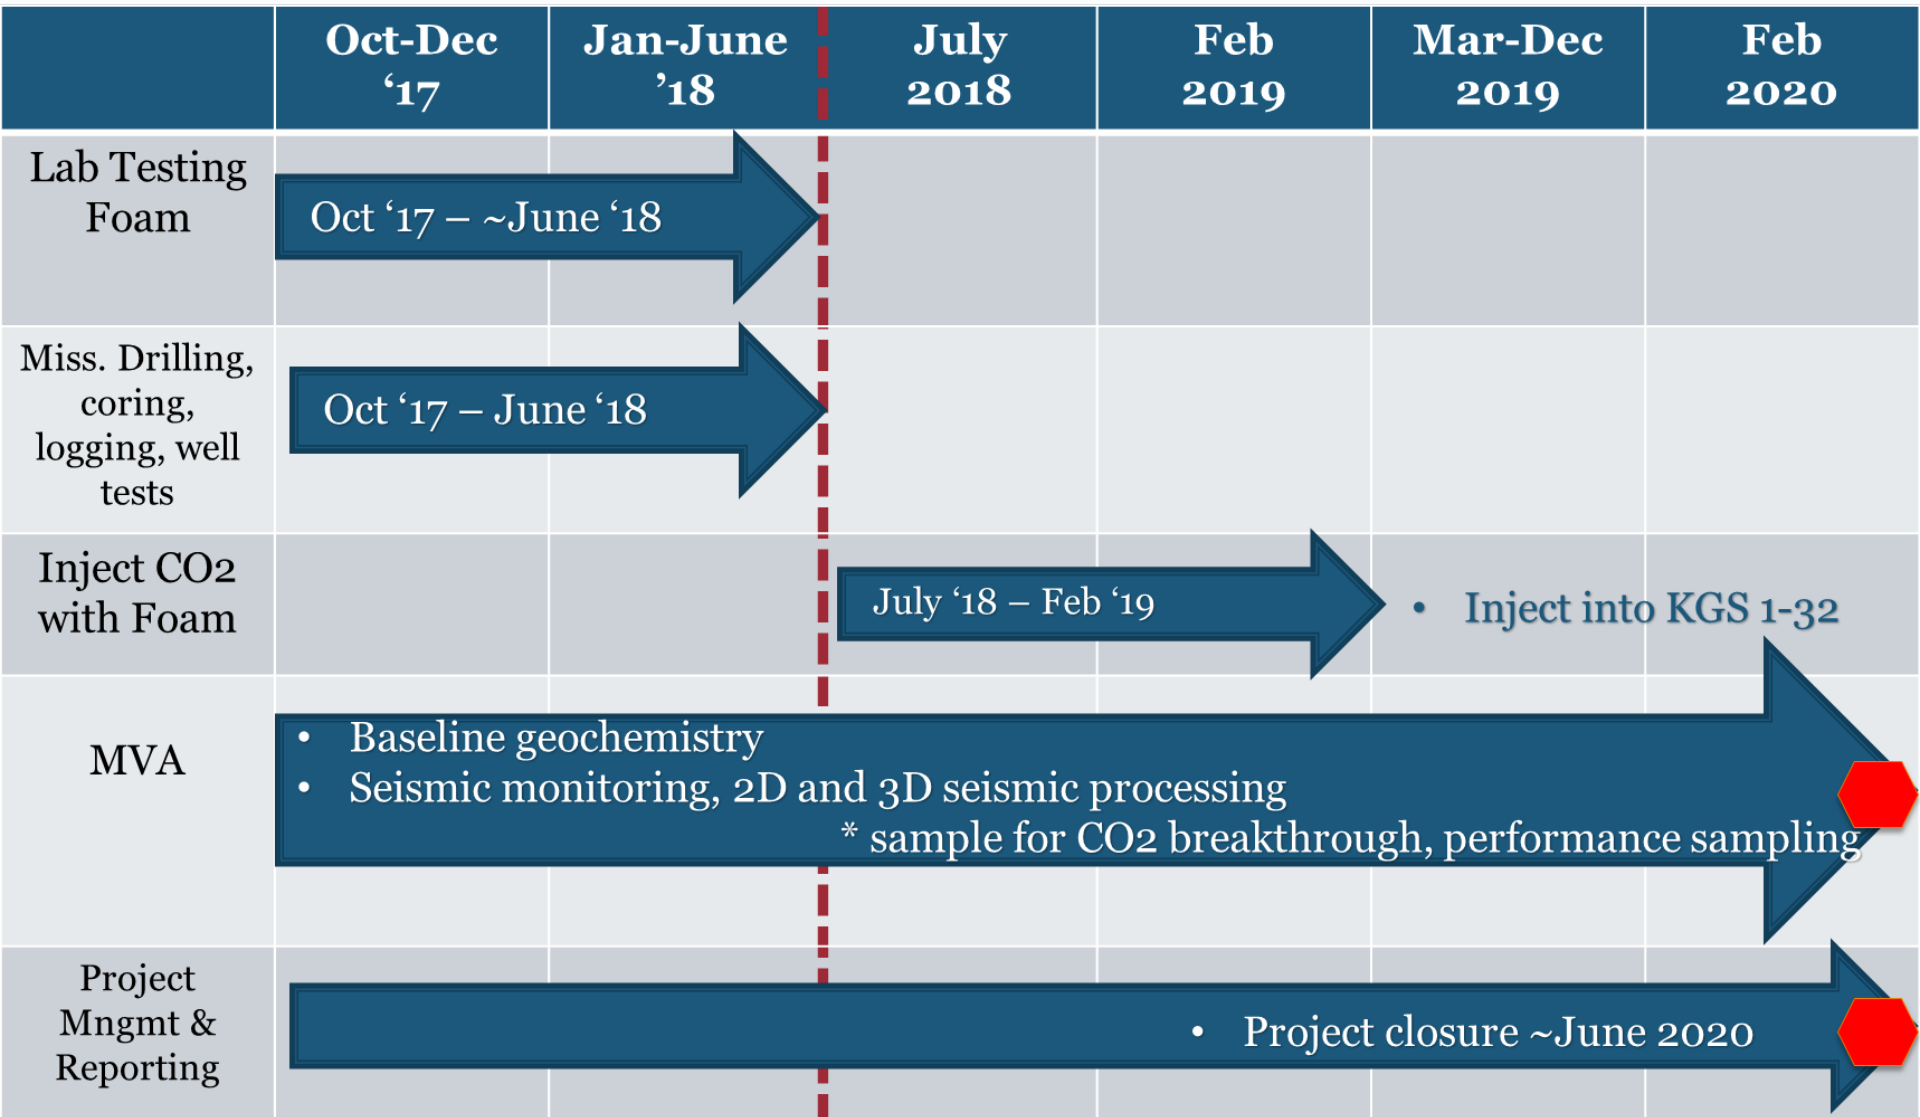 Oct-Dec
‘17
Jan-June
’18
July
2018
Feb
2019
Mar-Dec
2019
Feb
2020
Lab Testing
Foam
Oct ‘17 – ~June ‘18
Miss. Drilling,
coring,
logging, well
tests
Oct ‘17 – June ‘18
Inject CO2
with Foam
July ‘18 – Feb ‘19
• Inject into KGS 1-32
MVA
• Baseline geochemistry
• Seismic monitoring, 2D and 3D seismic processing
* sample for CO2 breakthrough, performance sampling
Project
Mngmt &
Reporting
• Project closure ~June 2020